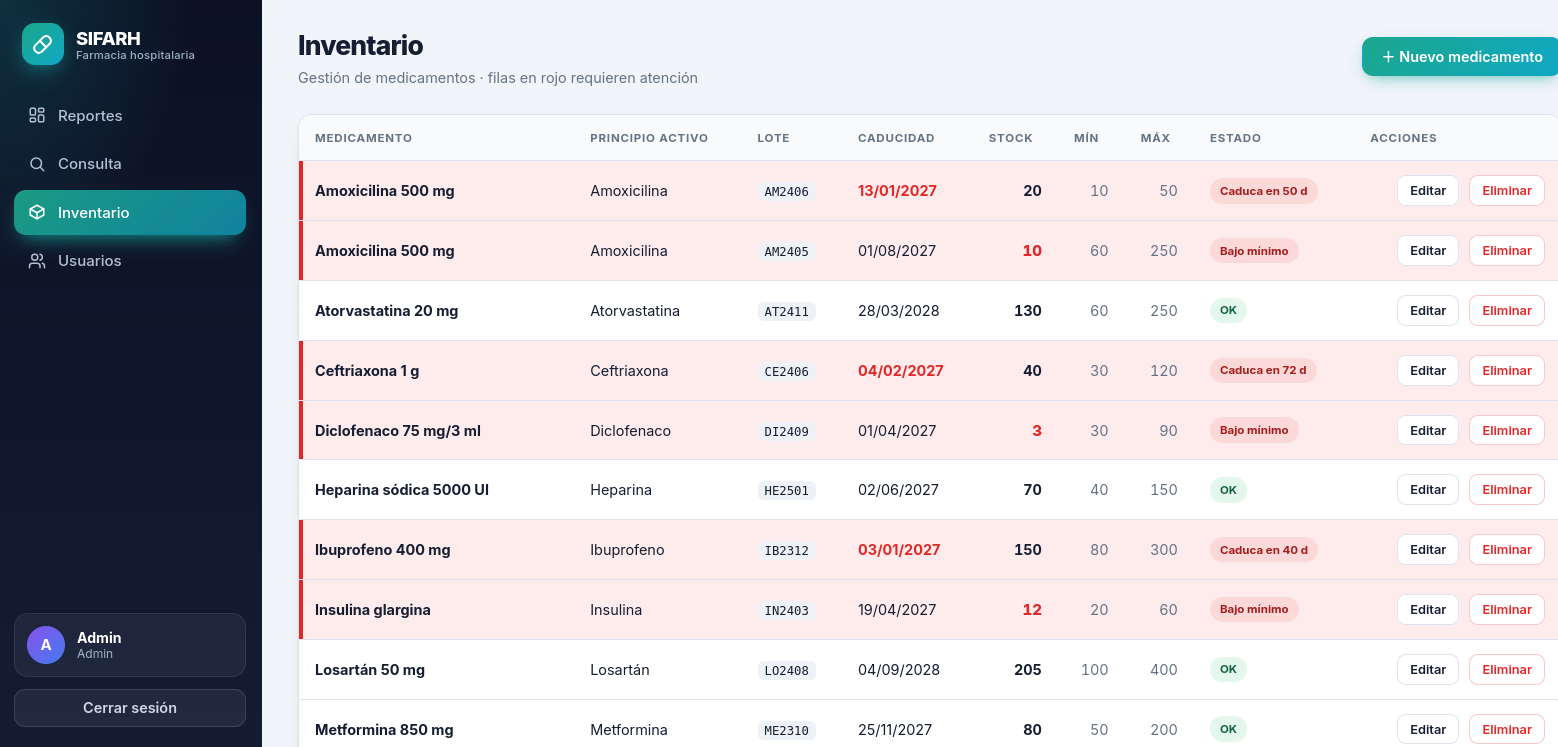 SIFARH
Farmacia hospitalaria
Reportes
Consulta
Inventario
Usuarios
A
Admin
Admin
Cerrar sesión
Inventario
Gestión de medicamentos · filas en rojo requieren atención
+ Nuevo medicamento
MEDICAMENTO PRINCIPIO ACTIVO LOTE CADUCIDAD STOCK MÍN MÁX ESTADO ACCIONES
Amoxicilina 500 mg Amoxicilina AM2406 13/01/2027 20 10 50 Caduca en 50 d Editar Eliminar
Amoxicilina 500 mg Amoxicilina AM2405 01/08/2027 10 60 250 Bajo mínimo Editar Eliminar
Atorvastatina 20 mg Atorvastatina AT2411 28/03/2028 130 60 250 OK Editar Eliminar
Ceftriaxona 1 g Ceftriaxona CE2406 04/02/2027 40 30 120 Caduca en 72 d Editar Eliminar
Diclofenaco 75 mg/3 ml Diclofenaco DI2409 01/04/2027 3 30 90 Bajo mínimo Editar Eliminar
Heparina sódica 5000 UI Heparina HE2501 02/06/2027 70 40 150 OK Editar Eliminar
Ibuprofeno 400 mg Ibuprofeno IB2312 03/01/2027 150 80 300 Caduca en 40 d Editar Eliminar
Insulina glargina Insulina IN2403 19/04/2027 12 20 60 Bajo mínimo Editar Eliminar
Losartán 50 mg Losartán LO2408 04/09/2028 205 100 400 OK Editar Eliminar
Metformina 850 mg Metformina ME2310 25/11/2027 80 50 200 OK Editar Eliminar